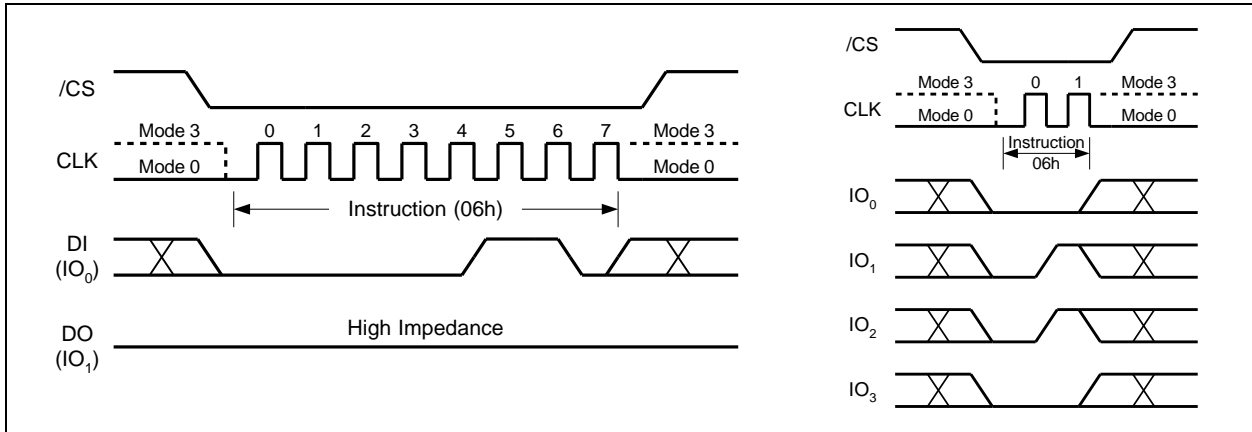 /CS
Mode 3 0 1 2 3 4 5 6 7 Mode 3
CLK
Mode 0 Mode 0
Instruction (06h)
DI
(IO0)
High Impedance
DO
(IO1)
/CS
Mode 3 0 1 Mode 3
CLK
Mode 0 Mode 0
Instruction
06h
IO0
IO1
IO2
IO3